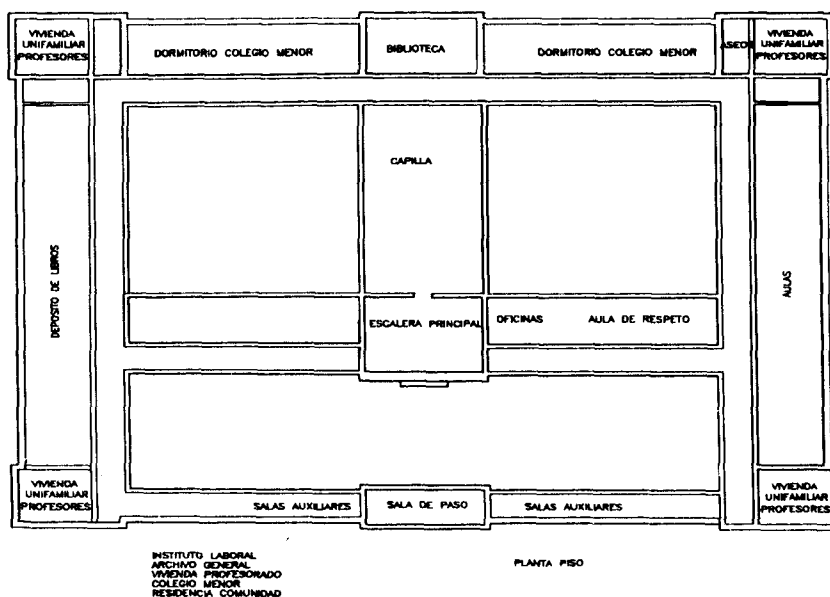 VIVIENDA
UNIFAMILIAR
PROFESORES
DORMITORIO COLEGIO MENOR
BIBLIOTECA
DORMITORIO COLEGIO MENOR
ASEOS
VIVIENDA
UNIFAMILIAR
PROFESORES
CAPILLA
DEPOSITO DE LIBROS
AULAS
ESCALERA PRINCIPAL
OFICINAS
AULA DE RESPETO
VIVIENDA
UNIFAMILIAR
PROFESORES
SALAS AUXILIARES
SALA DE PASO
SALAS AUXILIARES
VIVIENDA
UNIFAMILIAR
PROFESORES
INSTITUTO LABORAL
ARCHIVO GENERAL
VIVIENDA PROFESORADO
COLEGIO MENOR
RESIDENCIA COMUNIDAD
PLANTA PISO